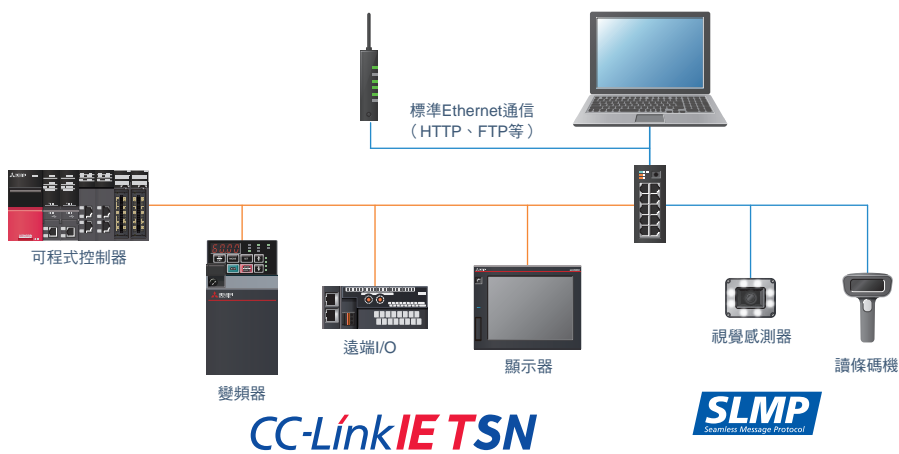 標準Ethernet通信
（HTTP、FTP等）
可程式控制器
6000
變頻器
遠端I/O
顯示器
視覺感測器
讀條碼機
CC-Link IE TSN
SLMP
Seamless Message Protocol